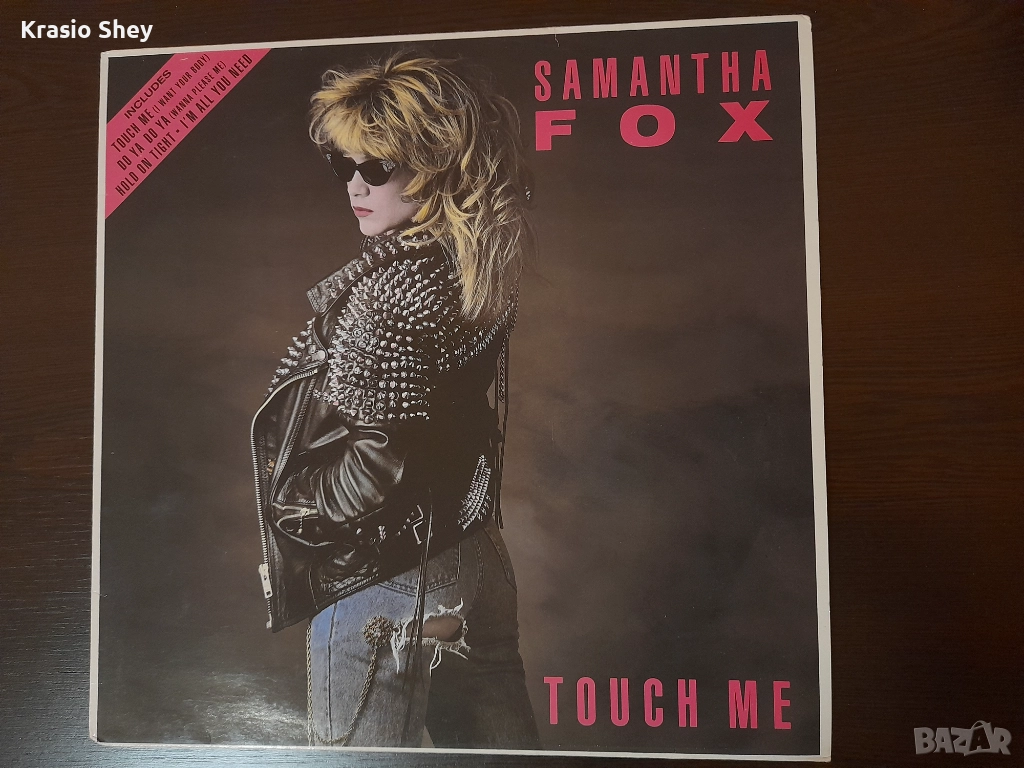 Krasio Shey
INCLUDES
TOUCH ME (I WANT YOUR BODY)
DO YA DO YA (WANNA PLEASE ME)
HOLD ON TIGHT • I'M ALL YOU NEED
SAMANTHA
FOX
TOUCH ME
BAZAR